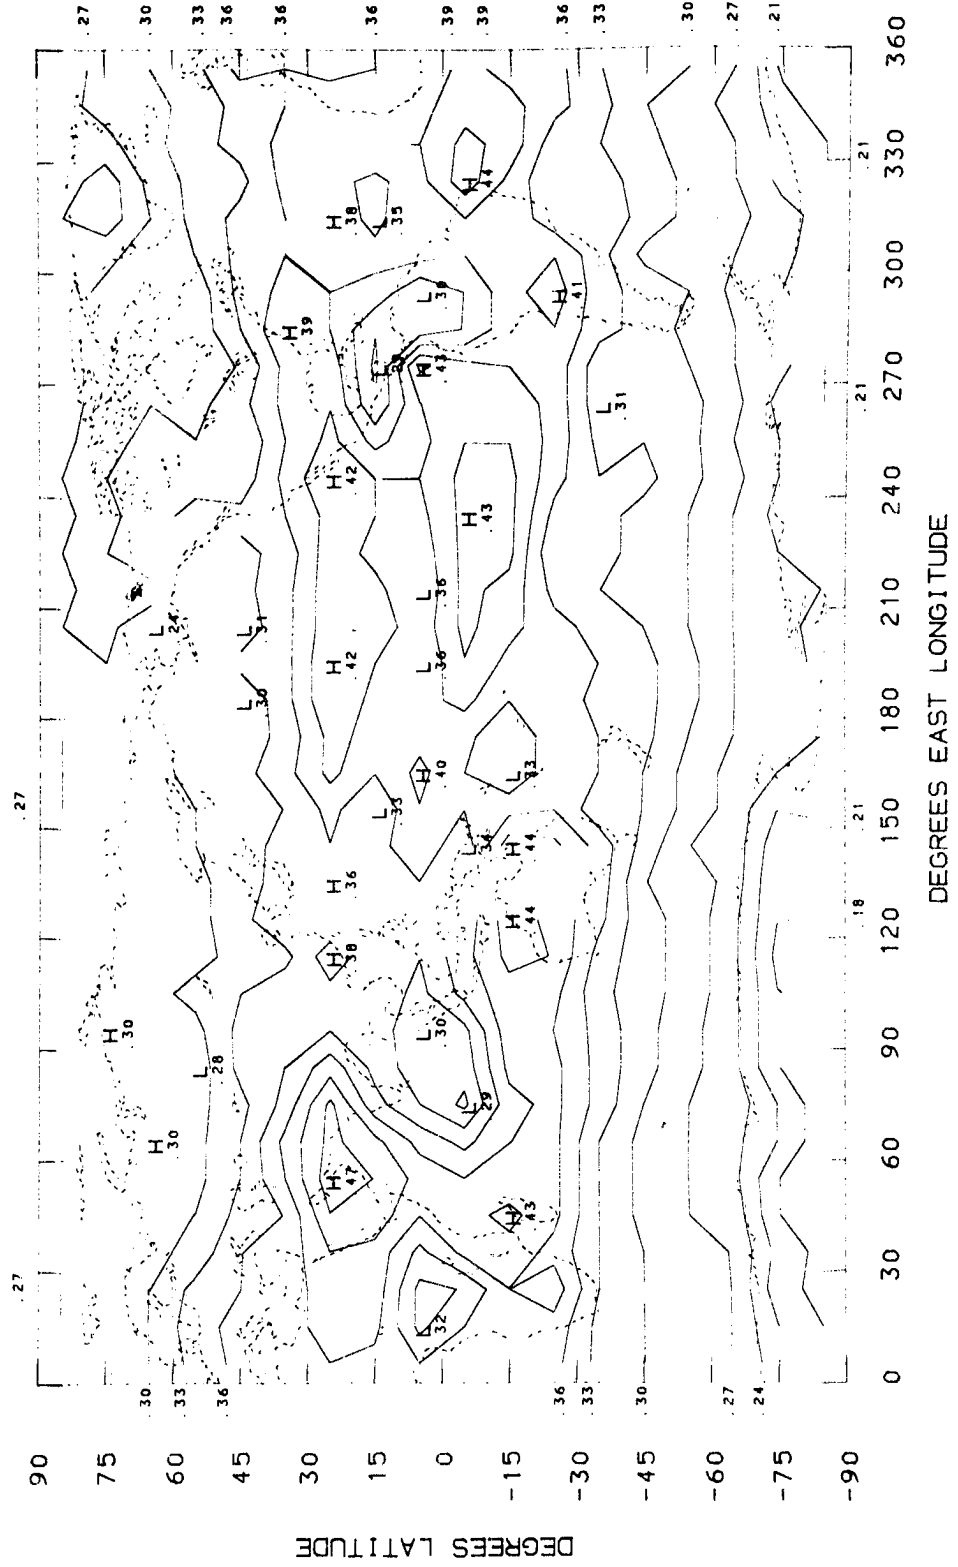 .27
.27
90
75
60
45
30
15
0
-15
-30
-45
-60
-75
-90
DEGREES LATITUDE
.30
.33
.36
.36
.33
.30
.27
.24
.27
.30
.33
.36
.36
.36
.39
.39
.36
.33
.30
.27
.21
H .30
H .30
L .24
L .28
L .30
L .31
H .39
H .47
H .38
H .36
H .42
H .42
H .38
L .33
L .35
L .32
L .30
H .40
L .36
L .36
H .43
L .29
L .34
H .43
H .44
H .43
H .44
H .44
L .33
H .41
L .31
.18
.21
.21
.21
0
30
60
90
120
150
180
210
240
270
300
330
360
DEGREES EAST LONGITUDE